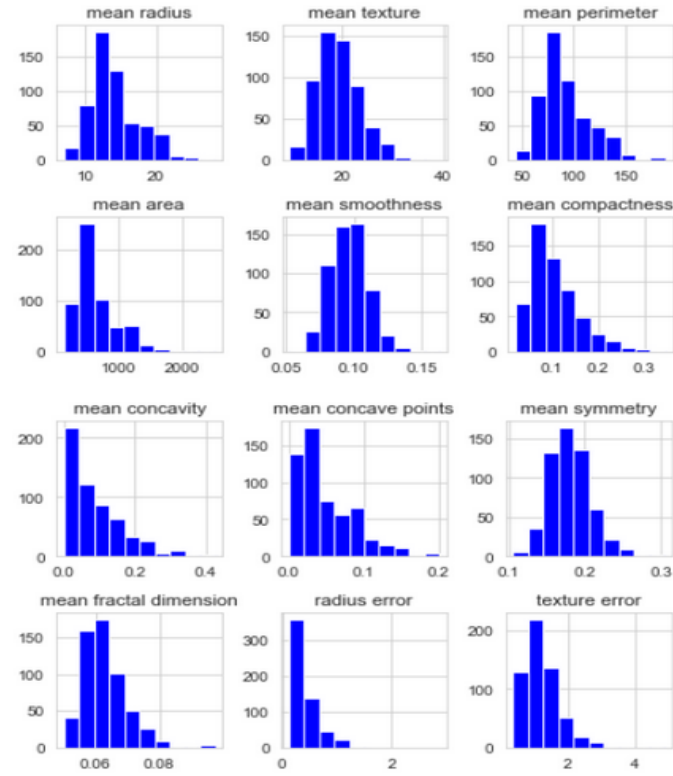 mean radius
150
100
50
0
10 20
mean texture
150
100
50
0
20 40
mean perimeter
150
100
50
0
50 100 150
mean area
200
100
0
1000 2000
mean smoothness
150
100
50
0
0.05 0.10 0.15
mean compactness
150
100
50
0
0.1 0.2 0.3
mean concavity
200
100
0
0.0 0.2 0.4
mean concave points
150
100
50
0
0.0 0.1 0.2
mean symmetry
150
100
50
0
0.1 0.2 0.3
mean fractal dimension
150
100
50
0
0.06 0.08
radius error
300
200
100
0
0 2
texture error
200
100
0
2 4